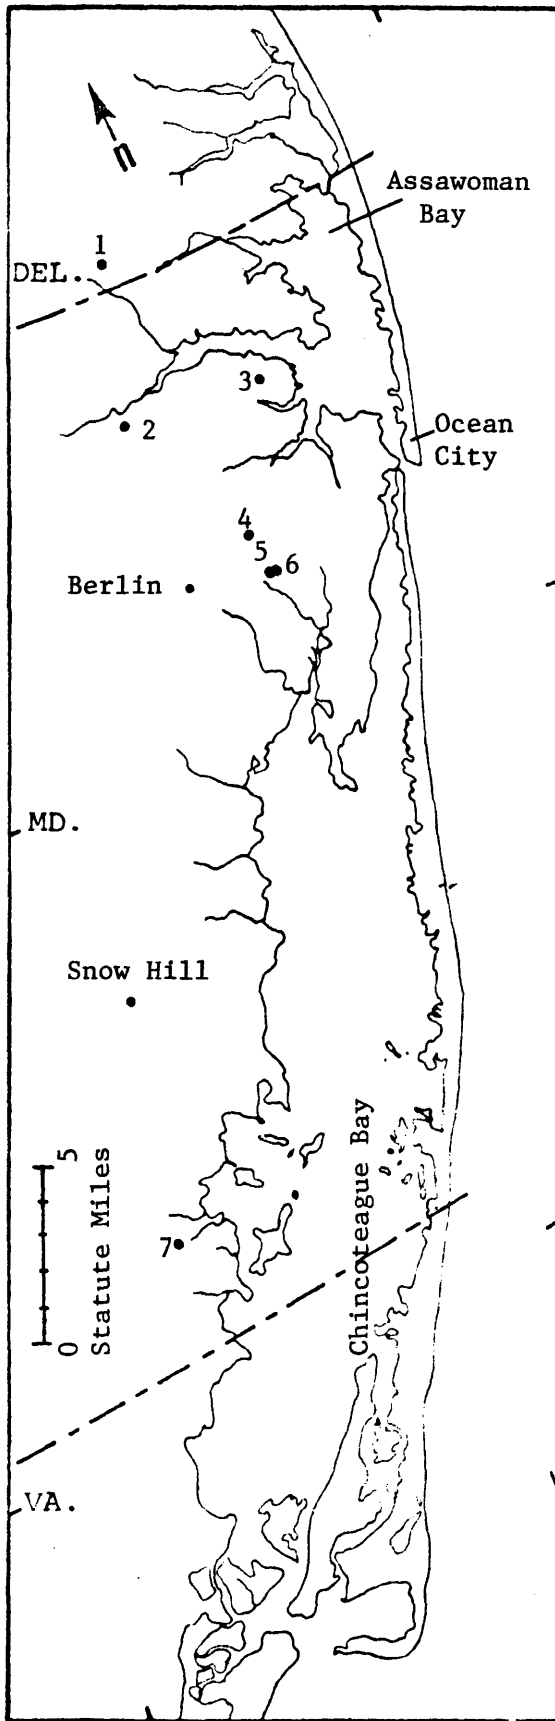 n
Assawoman
Bay
1
DEL.
3
2
Ocean
City
4
5
6
Berlin
MD.
Snow Hill
Chincoteague Bay
0 5
Statute Miles
7
VA.